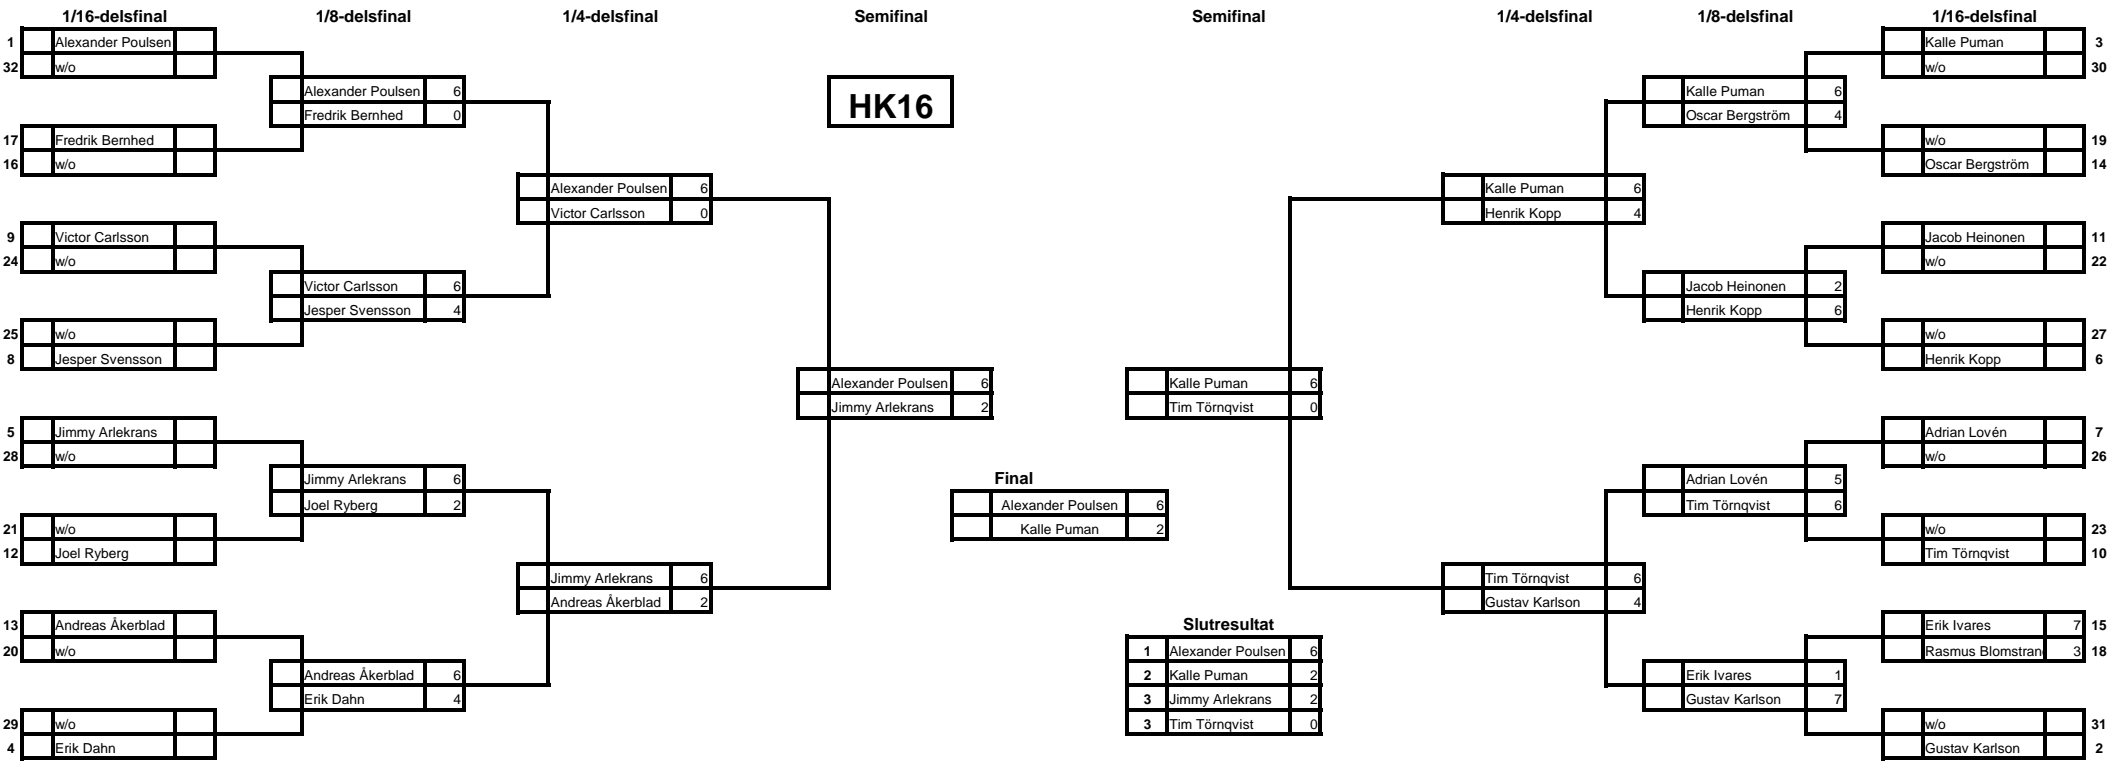 1/16-delsfinal 1/8-delsfinal 1/4-delsfinal Semifinal Semifinal 1/4-delsfinal 1/8-delsfinal 1/16-delsfinal
1 Alexander Poulsen Kalle Puman 3
32 w/o w/o 30
Alexander Poulsen 6 HK16 Kalle Puman 6
Fredrik Bernhed 0 Oscar Bergström 4
17 Fredrik Bernhed w/o 19
16 w/o Oscar Bergström 14
Alexander Poulsen 6 Kalle Puman 6
Victor Carlsson 0 Henrik Kopp 4
9 Victor Carlsson Jacob Heinonen 11
24 w/o w/o 22
Victor Carlsson 6 Jacob Heinonen 2
Jesper Svensson 4 Henrik Kopp 6
25 w/o w/o 27
8 Jesper Svensson Henrik Kopp 6
Alexander Poulsen 6 Kalle Puman 6
Jimmy Arlekrans 2 Tim Törnqvist 0
5 Jimmy Arlekrans Adrian Lovén 7
28 w/o w/o 26
Jimmy Arlekrans 6 Final Adrian Lovén 5
Joel Ryberg 2 Alexander Poulsen 6 Tim Törnqvist 6
21 w/o Kalle Puman 2 w/o 23
12 Joel Ryberg Tim Törnqvist 10
Jimmy Arlekrans 6 Tim Törnqvist 6
Andreas Åkerblad 2 Gustav Karlson 4
13 Andreas Åkerblad Slutresultat Erik Ivares 7 15
20 w/o 1 Alexander Poulsen 6 Rasmus Blomstran 3 18
Andreas Åkerblad 6 2 Kalle Puman 2 Erik Ivares 1
Erik Dahn 4 3 Jimmy Arlekrans 2 Gustav Karlson 7
29 w/o 3 Tim Törnqvist 0 w/o 31
4 Erik Dahn Gustav Karlson 2